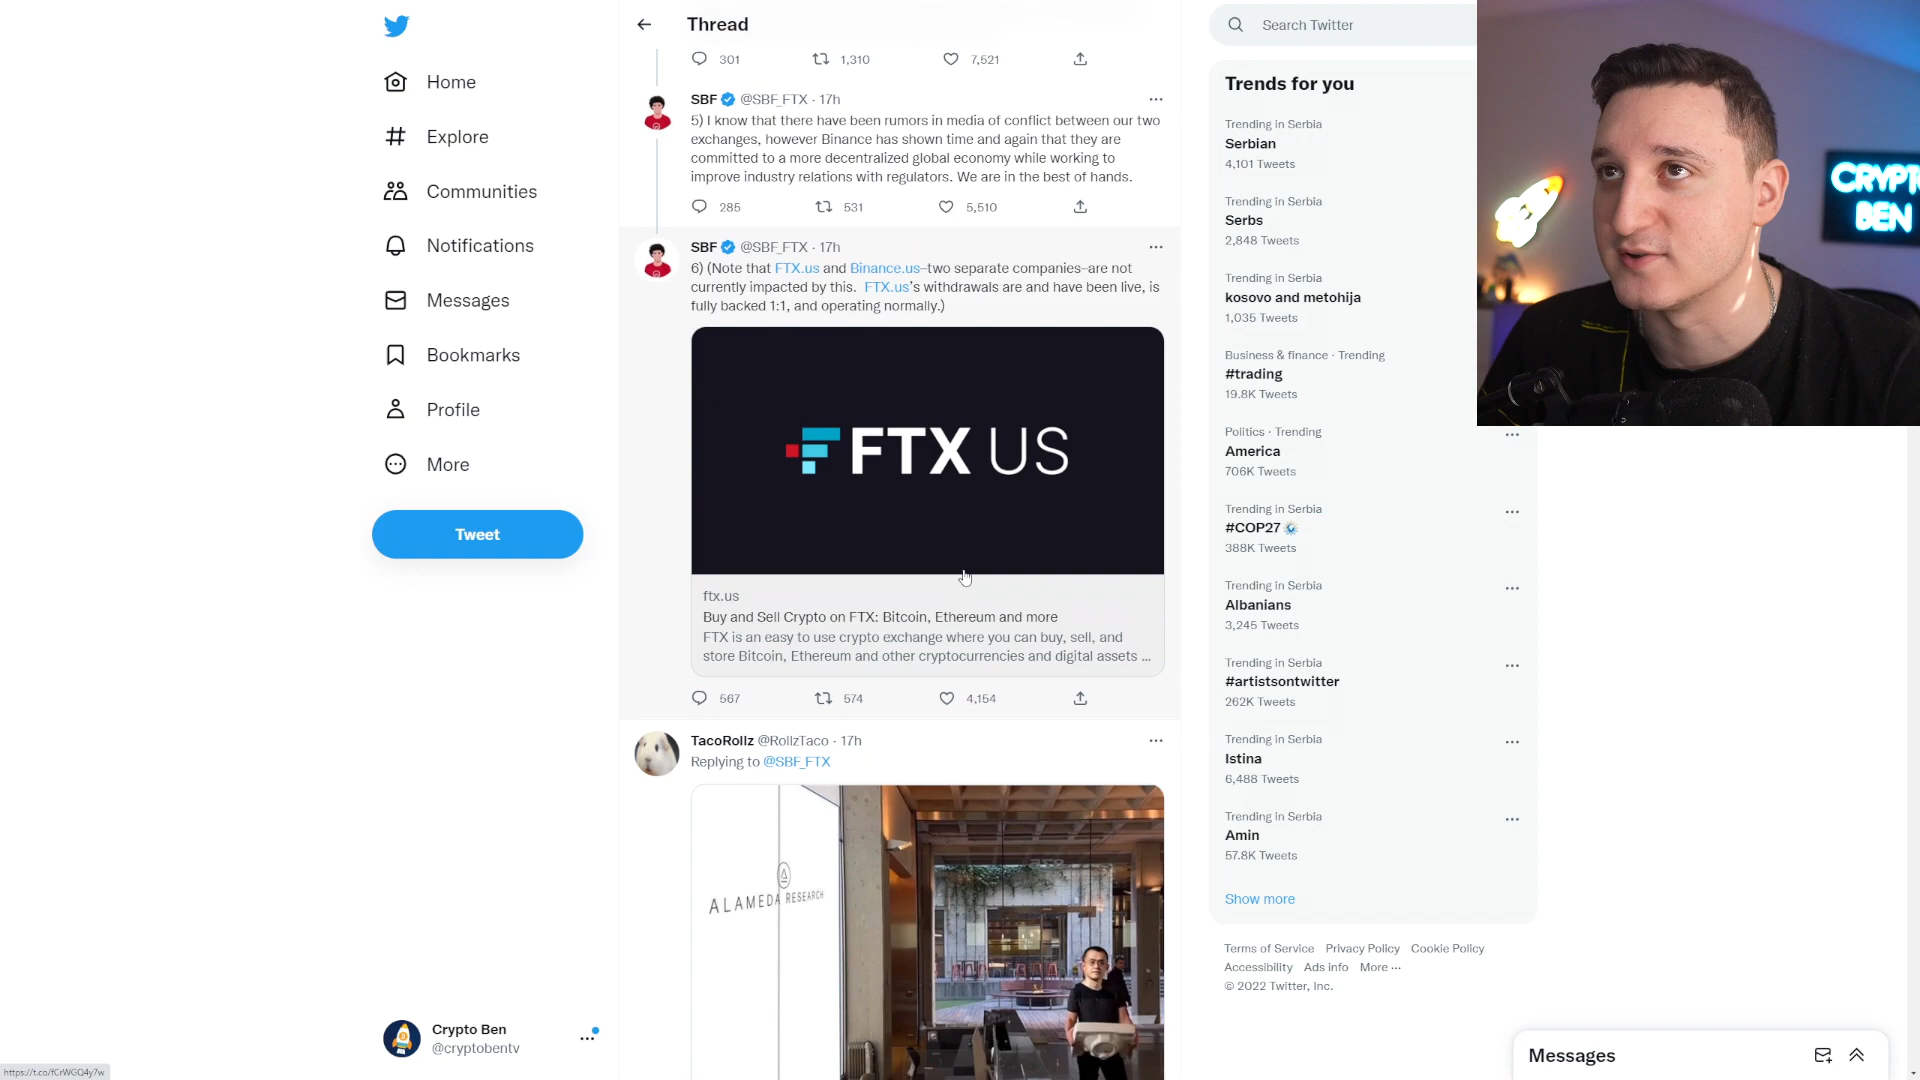 Home
Explore
Communities
Notifications
Messages
Bookmarks
Profile
More
Tweet
Crypto Ben
@cryptobentv
https://t.co/fCrWGQ4y7w
Thread
301 1,310 7,521
SBF @SBF_FTX · 17h
5) I know that there have been rumors in media of conflict between our two
exchanges, however Binance has shown time and again that they are
committed to a more decentralized global economy while working to
improve industry relations with regulators. We are in the best of hands.
285 531 5,510
SBF @SBF_FTX · 17h
6) (Note that FTX.us and Binance.us–two separate companies–are not
currently impacted by this. FTX.us's withdrawals are and have been live, is
fully backed 1:1, and operating normally.)
FTX US
ftx.us
Buy and Sell Crypto on FTX: Bitcoin, Ethereum and more
FTX is an easy to use crypto exchange where you can buy, sell, and
store Bitcoin, Ethereum and other cryptocurrencies and digital assets ...
567 574 4,154
TacoRollz @RollzTaco · 17h
Replying to @SBF_FTX
ALAMEDA RESEARCH
Search Twitter
Trends for you
Trending in Serbia
Serbian
4,101 Tweets
Trending in Serbia
Serbs
2,848 Tweets
Trending in Serbia
kosovo and metohija
1,035 Tweets
Business & finance · Trending
#trading
19.8K Tweets
Politics · Trending
America
706K Tweets
Trending in Serbia
#COP27
388K Tweets
Trending in Serbia
Albanians
3,245 Tweets
Trending in Serbia
#artistsontwitter
262K Tweets
Trending in Serbia
Istina
6,488 Tweets
Trending in Serbia
Amin
57.8K Tweets
Show more
Terms of Service Privacy Policy Cookie Policy
Accessibility Ads info More ···
© 2022 Twitter, Inc.
Messages
CRYPTO
BEN